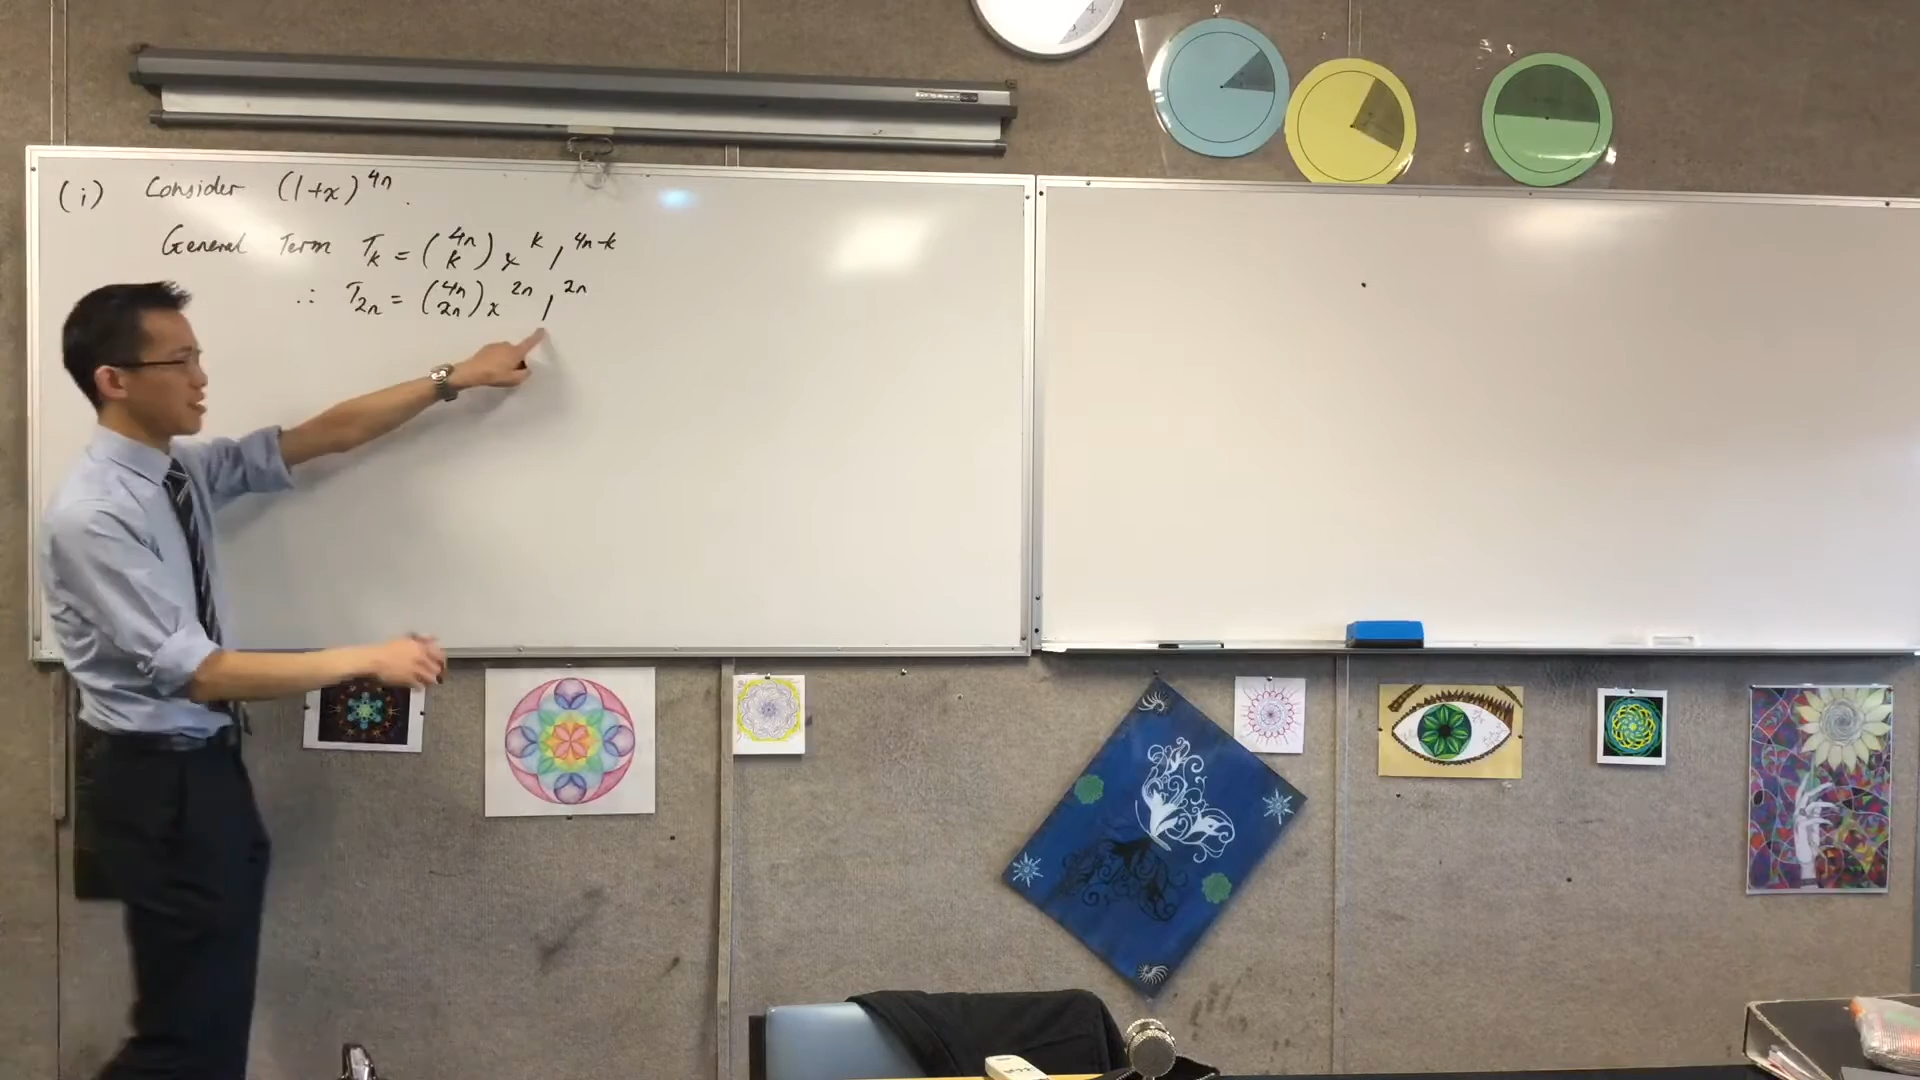 (i) Consider (1+x)^4n.
General Term T_k = (4n k) x^k 1^4n-k
∴ T_2n = (4n 2n) x^2n 1^2n